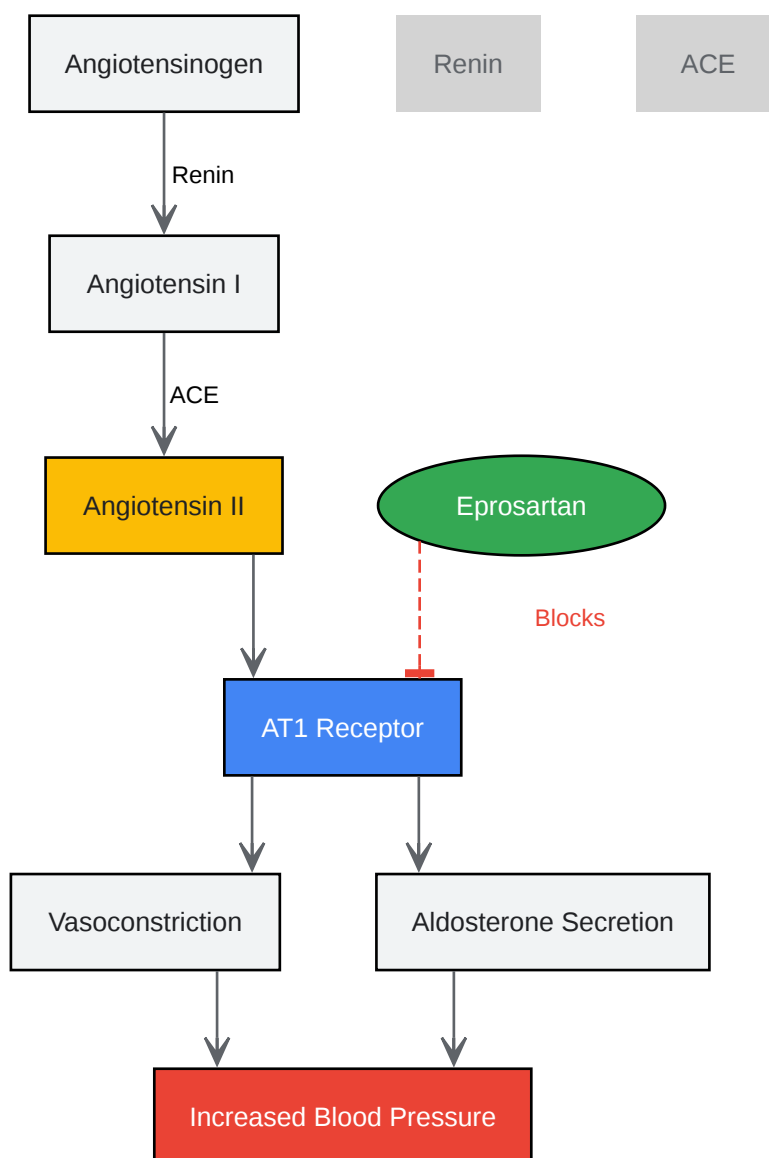 Angiotensinogen
Renin
ACE
Renin
Angiotensin I
ACE
Angiotensin II
Eprosartan
Blocks
AT1 Receptor
Vasoconstriction
Aldosterone Secretion
Increased Blood Pressure